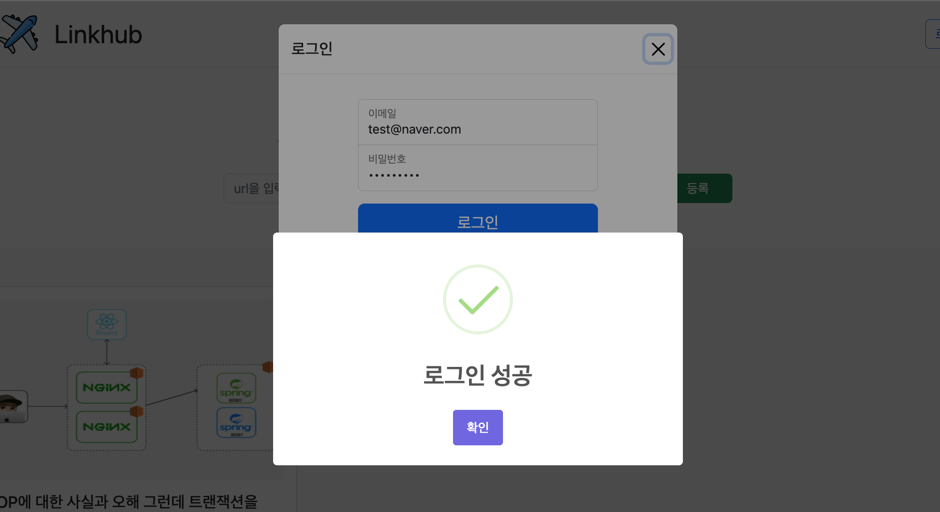 Linkhub
로그인
이메일
test@naver.com
비밀번호
url을 입
등록
로그인
로그인 성공
확인
NGINX
NGINX
spring
spring
OP에 대한 사실과 오해 그런데 트랜잭션을